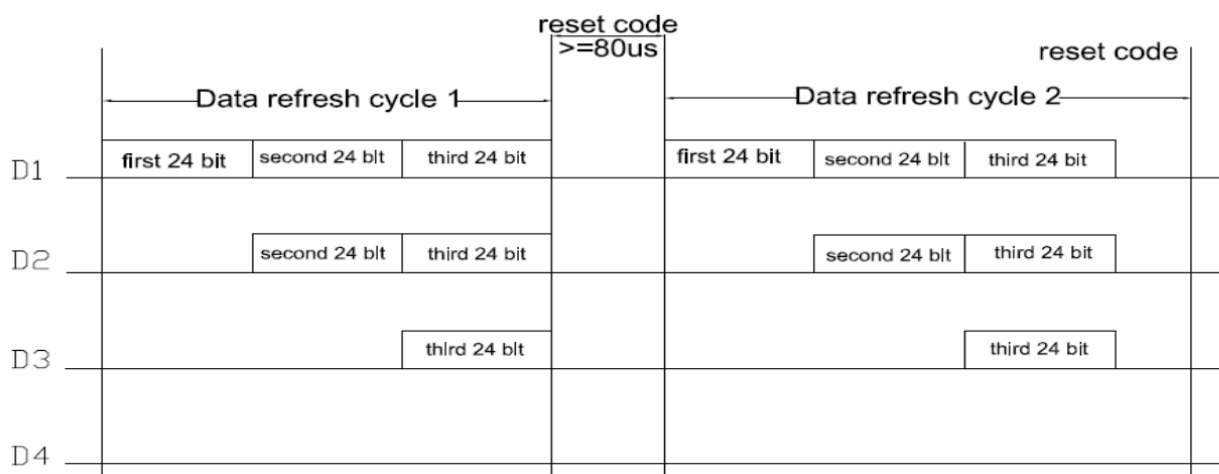 reset code
>=80us
reset code
Data refresh cycle 1
Data refresh cycle 2
D1
first 24 bit
second 24 blt
third 24 bit
first 24 bit
second 24 blt
third 24 bit
D2
second 24 blt
third 24 bit
second 24 blt
third 24 bit
D3
thlrd 24 blt
third 24 bit
D4